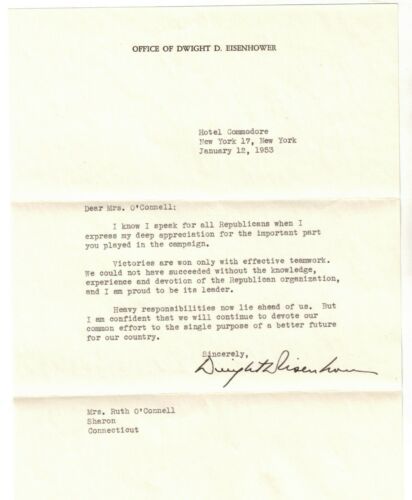 OFFICE OF DWIGHT D. EISENHOWER
Hotel Commodore
New York 17, New York
January 12, 1953
Dear Mrs. O'Connell:
I know I speak for all Republicans when I
express my deep appreciation for the important part
you played in the campaign.
Victories are won only with effective teamwork.
We could not have succeeded without the knowledge,
experience and devotion of the Republican organization,
and I am proud to be its leader.
Heavy responsibilities now lie ahead of us. But
I am confident that we will continue to devote our
common effort to the single purpose of a better future
for our country.
Sincerely,
Dwight D Eisenhower
Mrs. Ruth O'Connell
Sharon
Connecticut